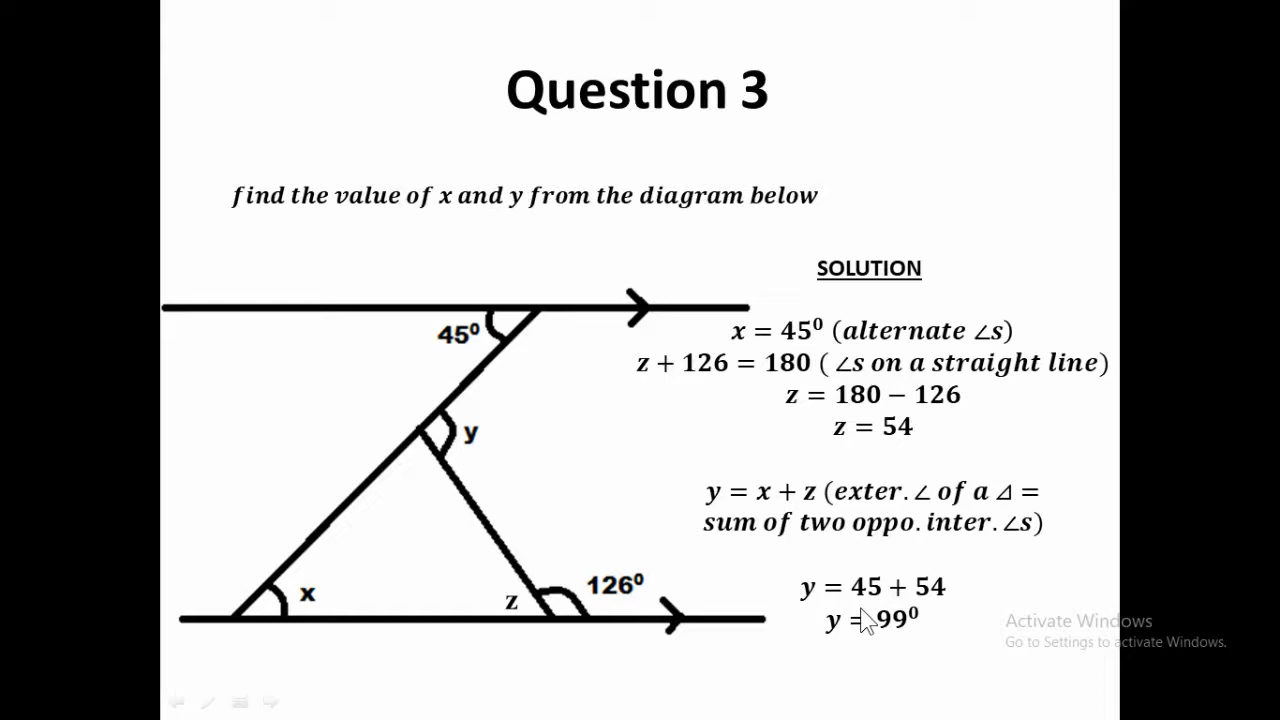 Question 3
find the value of x and y from the diagram below
SOLUTION
x = 45⁰ (alternate ∠s)
z + 126 = 180 ( ∠s on a straight line)
z = 180 − 126
z = 54
y = x + z (exter. ∠ of a ⊿ =
sum of two oppo. inter. ∠s)
y = 45 + 54
y = 99⁰
45⁰
y
x
z
126⁰
Activate Windows
Go to Settings to activate Windows.